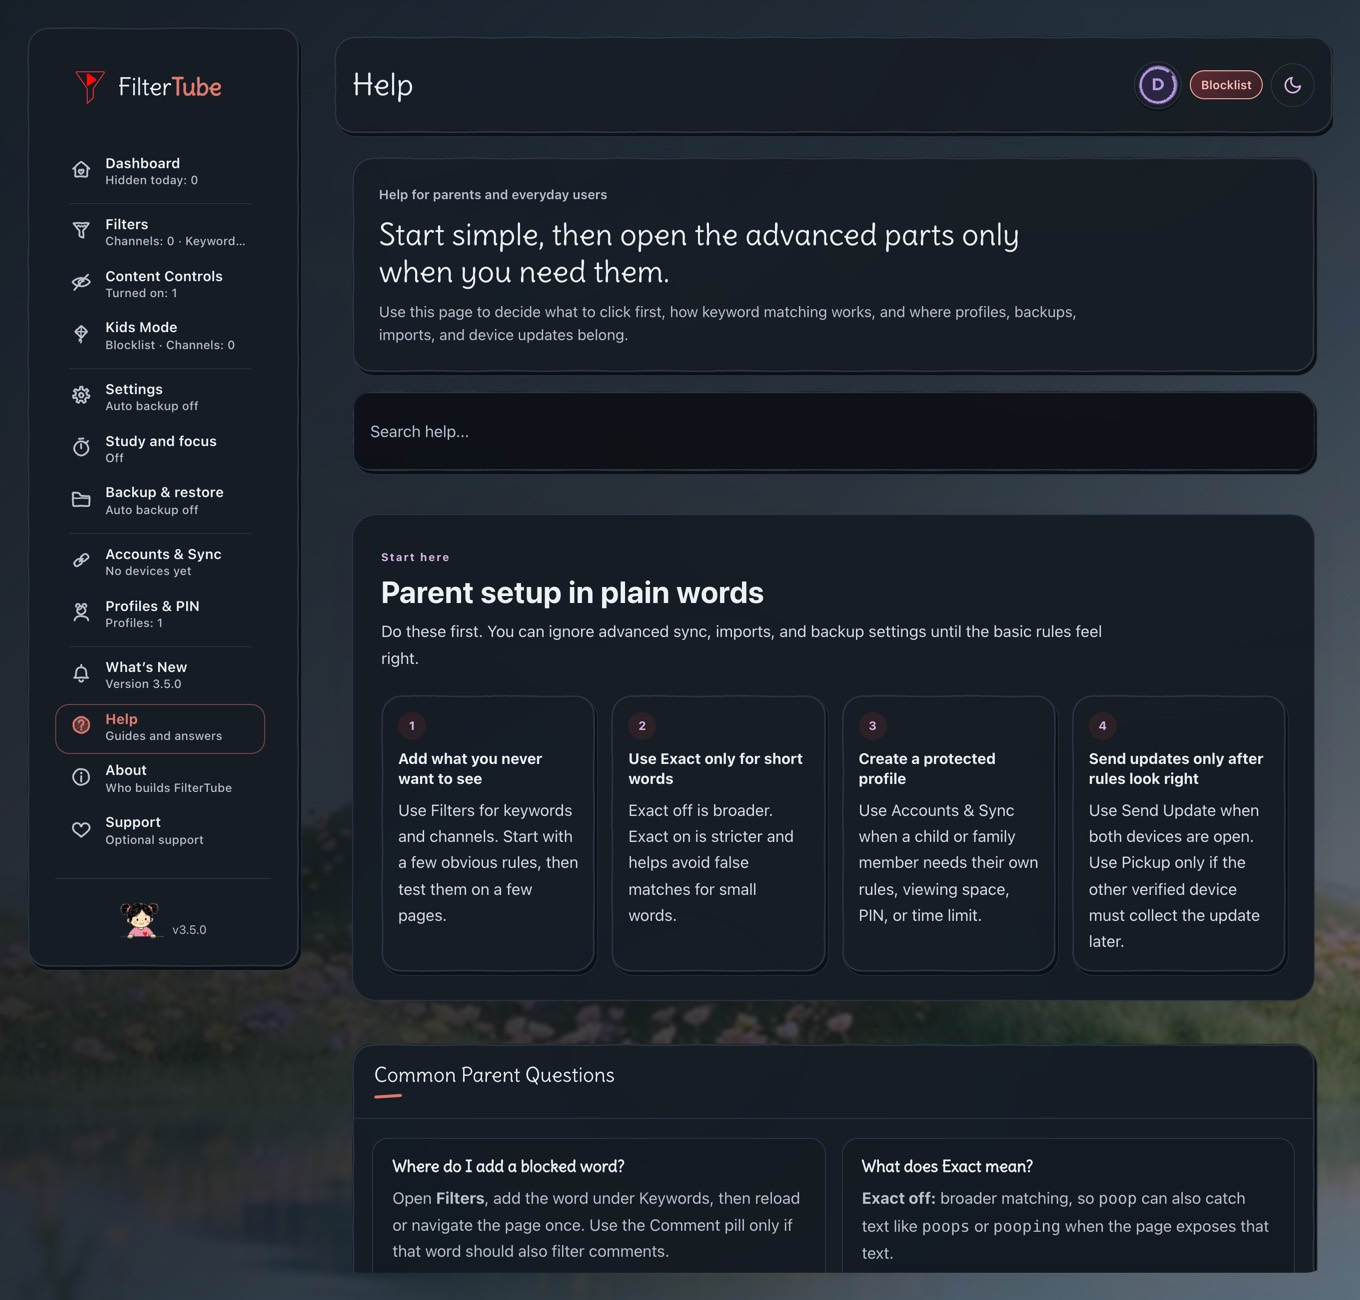 FilterTube
Dashboard
Hidden today: 0
Filters
Channels: 0 · Keyword...
Content Controls
Turned on: 1
Kids Mode
Blocklist · Channels: 0
Settings
Auto backup off
Study and focus
Off
Backup & restore
Auto backup off
Accounts & Sync
No devices yet
Profiles & PIN
Profiles: 1
What's New
Version 3.5.0
Help
Guides and answers
About
Who builds FilterTube
Support
Optional support
v3.5.0
Help
D
Blocklist
Help for parents and everyday users
Start simple, then open the advanced parts only
when you need them.
Use this page to decide what to click first, how keyword matching works, and where profiles, backups,
imports, and device updates belong.
Search help...
Start here
Parent setup in plain words
Do these first. You can ignore advanced sync, imports, and backup settings until the basic rules feel
right.
1
Add what you never
want to see
Use Filters for keywords
and channels. Start with
a few obvious rules, then
test them on a few
pages.
2
Use Exact only for short
words
Exact off is broader.
Exact on is stricter and
helps avoid false
matches for small
words.
3
Create a protected
profile
Use Accounts & Sync
when a child or family
member needs their own
rules, viewing space,
PIN, or time limit.
4
Send updates only after
rules look right
Use Send Update when
both devices are open.
Use Pickup only if the
other verified device
must collect the update
later.
Common Parent Questions
Where do I add a blocked word?
Open Filters, add the word under Keywords, then reload
or navigate the page once. Use the Comment pill only if
that word should also filter comments.
What does Exact mean?
Exact off: broader matching, so poop can also catch
text like poops or pooping when the page exposes that
text.